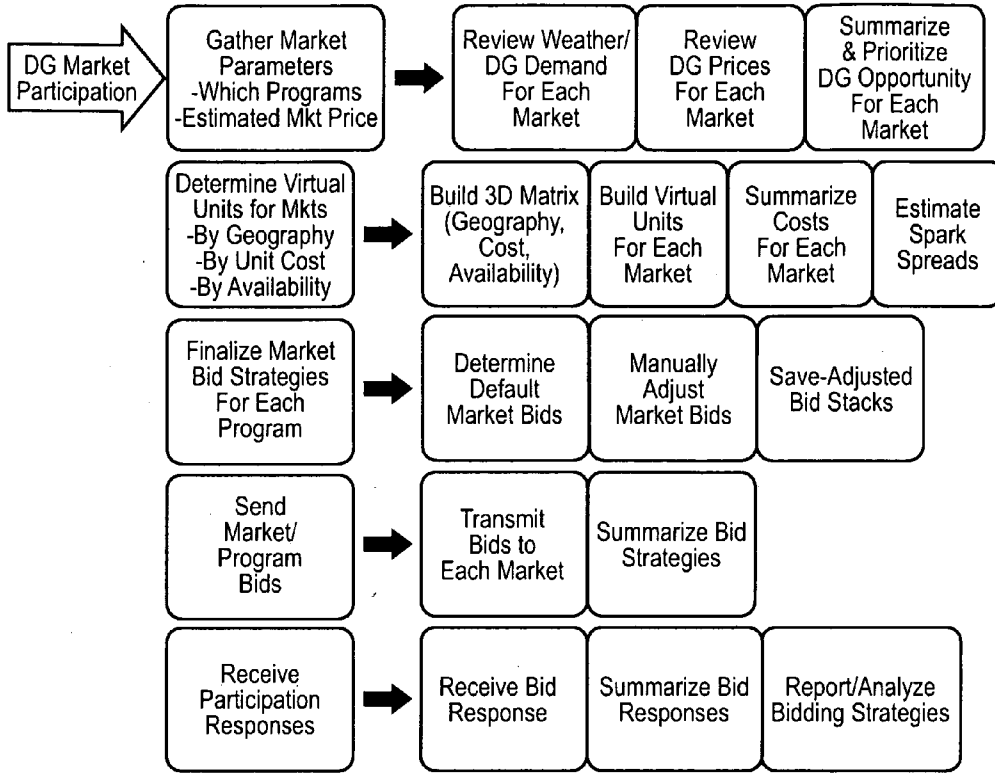 DG Market
Participation
Gather Market
Parameters
-Which Programs
-Estimated Mkt Price
Review Weather/
DG Demand
For Each
Market
Review
DG Prices
For Each
Market
Summarize
& Prioritize
DG Opportunity
For Each
Market
Determine Virtual
Units for Mkts
-By Geography
-By Unit Cost
-By Availability
Build 3D Matrix
(Geography,
Cost,
Availability)
Build Virtual
Units
For Each
Market
Summarize
Costs
For Each
Market
Estimate
Spark
Spreads
Finalize Market
Bid Strategies
For Each
Program
Determine
Default
Market Bids
Manually
Adjust
Market Bids
Save-Adjusted
Bid Stacks
Send
Market/
Program
Bids
Transmit
Bids to
Each Market
Summarize Bid
Strategies
Receive
Participation
Responses
Receive Bid
Response
Summarize Bid
Responses
Report/Analyze
Bidding Strategies